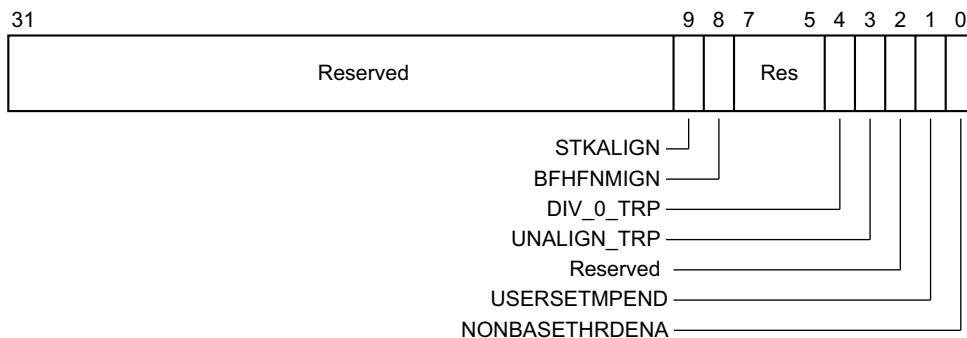 31 9 8 7 5 4 3 2 1 0
Reserved Res
STKALIGN
BFHFNMIGN
DIV_0_TRP
UNALIGN_TRP
Reserved
USERSETMPEND
NONBASETHRDENA